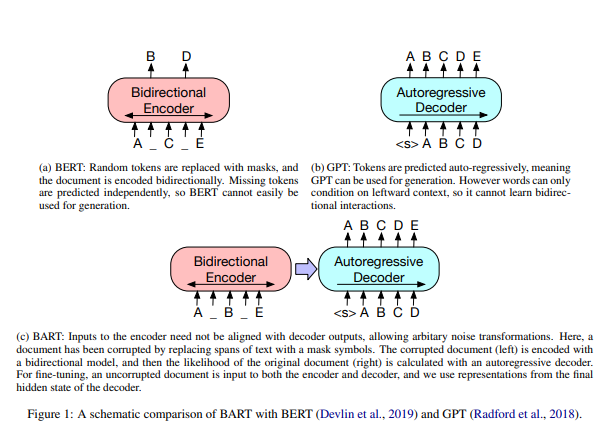 B D
Bidirectional
Encoder
A _ C _ E
(a) BERT: Random tokens are replaced with masks, and
the document is encoded bidirectionally. Missing tokens
are predicted independently, so BERT cannot easily be
used for generation.
A B C D E
Autoregressive
Decoder
<s> A B C D
(b) GPT: Tokens are predicted auto-regressively, meaning
GPT can be used for generation. However words can only
condition on leftward context, so it cannot learn bidirec-
tional interactions.
A B C D E
Bidirectional
Encoder
Autoregressive
Decoder
A _ B _ E
<s> A B C D
(c) BART: Inputs to the encoder need not be aligned with decoder outputs, allowing arbitary noise transformations. Here, a
document has been corrupted by replacing spans of text with a mask symbols. The corrupted document (left) is encoded with
a bidirectional model, and then the likelihood of the original document (right) is calculated with an autoregressive decoder.
For fine-tuning, an uncorrupted document is input to both the encoder and decoder, and we use representations from the final
hidden state of the decoder.
Figure 1: A schematic comparison of BART with BERT (Devlin et al., 2019) and GPT (Radford et al., 2018).